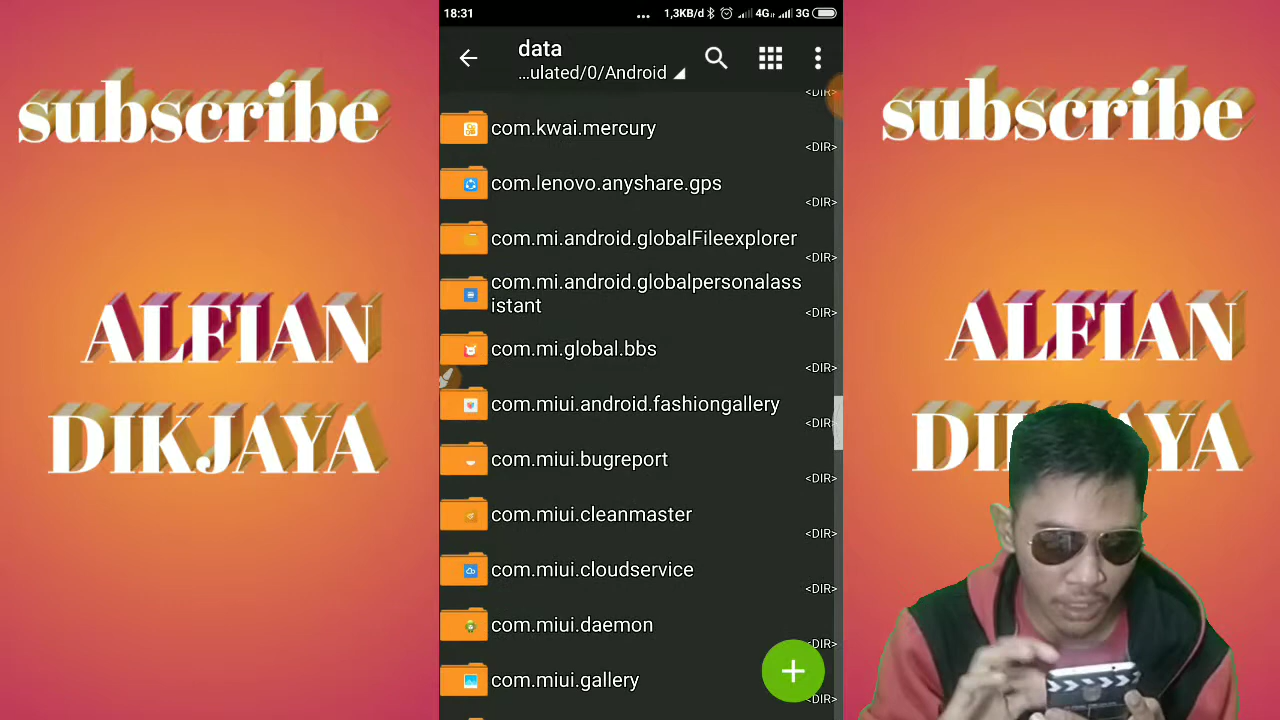 subscribe
ALFIAN
DIKJAYA
18:31
... 1,3KB/d 4G 3G
data
...ulated/0/Android
<DIR>
com.kwai.mercury
<DIR>
com.lenovo.anyshare.gps
<DIR>
com.mi.android.globalFileexplorer
<DIR>
com.mi.android.globalpersonalass
istant
<DIR>
com.mi.global.bbs
<DIR>
com.miui.android.fashiongallery
<DIR>
com.miui.bugreport
<DIR>
com.miui.cleanmaster
<DIR>
com.miui.cloudservice
<DIR>
com.miui.daemon
<DIR>
com.miui.gallery
<DIR>
subscribe
ALFIAN
DIKJAYA